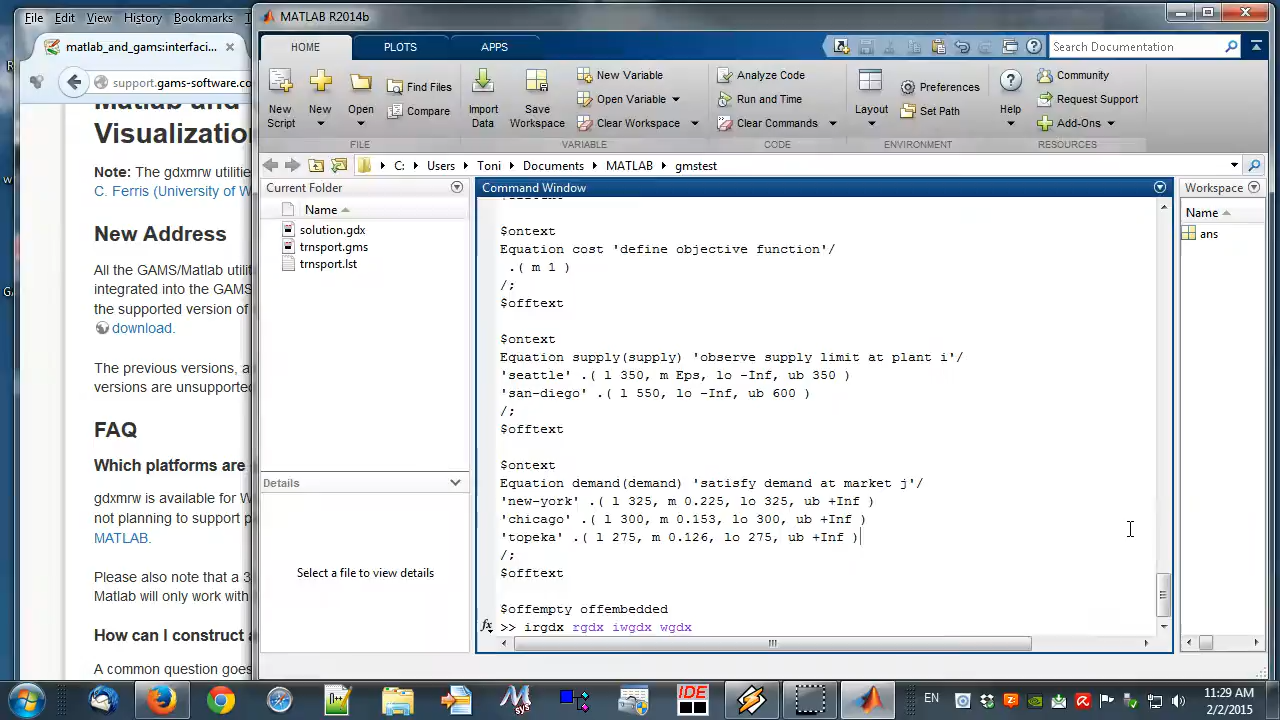 File Edit View History Bookmarks T
matlab_and_gams:interfaci...
support.gams-software.co
Matlab and
Visualization
Note: The gdxmrw utilitie
C. Ferris (University of W
New Address
All the GAMS/Matlab utilit
integrated into the GAMS
the supported version of
download.
The previous versions, a
versions are unsupported
FAQ
Which platforms are
gdxmrw is available for W
not planning to support p
MATLAB.
Please also note that a 3
Matlab will only work with
How can I construct a
A common question goes
MATLAB R2014b
HOME PLOTS APPS
Search Documentation
New Script
New
Open
Find Files
Compare
Import Data
Save Workspace
New Variable
Open Variable
Clear Workspace
Analyze Code
Run and Time
Clear Commands
Layout
Preferences
Set Path
Help
Community
Request Support
Add-Ons
FILE VARIABLE CODE ENVIRONMENT RESOURCES
C: Users Toni Documents MATLAB gmstest
Current Folder
Name
solution.gdx
trnsport.gms
trnsport.lst
Details
Select a file to view details
Command Window
$ontext
Equation cost 'define objective function'/
.( m 1 )
/;
$offtext
$ontext
Equation supply(supply) 'observe supply limit at plant i'/
'seattle' .( l 350, m Eps, lo -Inf, ub 350 )
'san-diego' .( l 550, lo -Inf, ub 600 )
/;
$offtext
$ontext
Equation demand(demand) 'satisfy demand at market j'/
'new-york' .( l 325, m 0.225, lo 325, ub +Inf )
'chicago' .( l 300, m 0.153, lo 300, ub +Inf )
'topeka' .( l 275, m 0.126, lo 275, ub +Inf )
/;
$offtext
$offempty offembedded
fx >> irgdx rgdx iwgdx wgdx
Workspace
Name
ans
IDE
EN
11:29 AM
2/2/2015